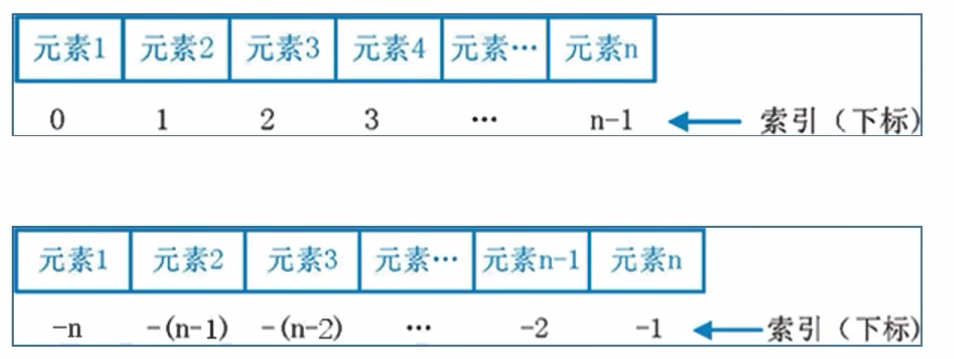 元素1 元素2 元素3 元素4 元素… 元素n
0 1 2 3 … n-1 索引（下标）
元素1 元素2 元素3 元素… 元素n-1 元素n
-n -(n-1) -(n-2) … -2 -1 索引（下标）